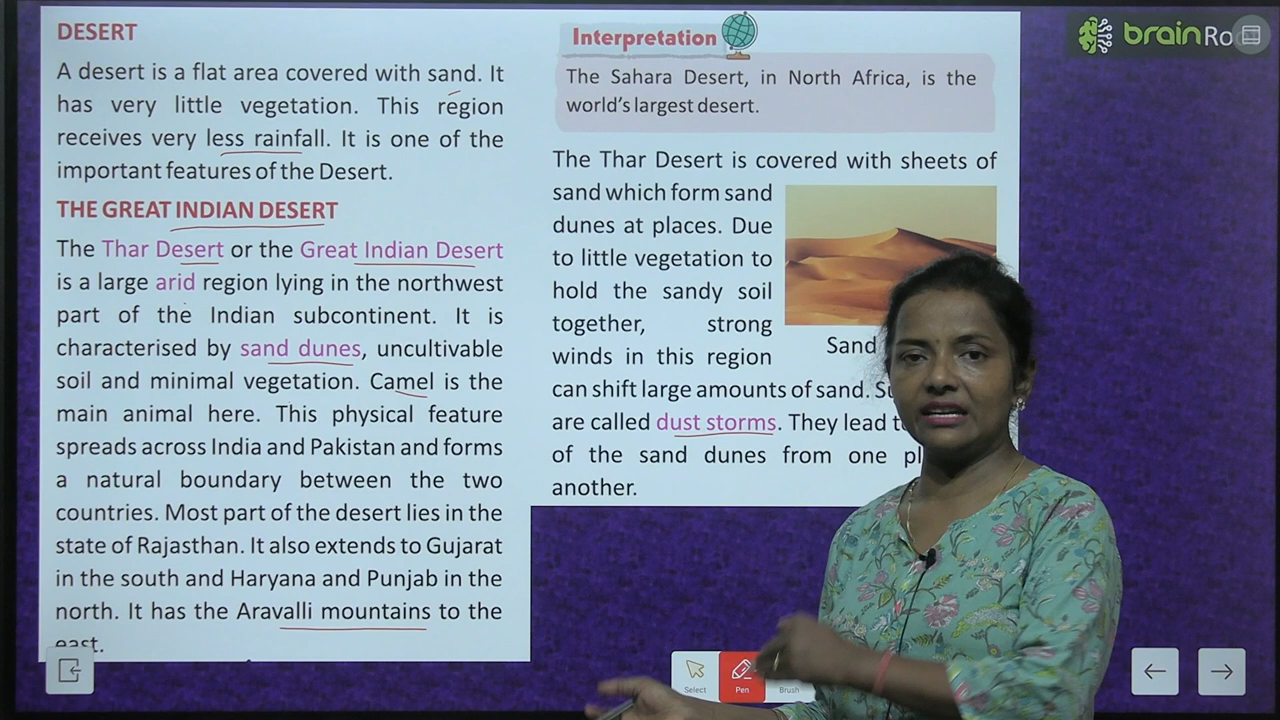 DESERT
A desert is a flat area covered with sand. It
has very little vegetation. This region
receives very less rainfall. It is one of the
important features of the Desert.
THE GREAT INDIAN DESERT
The Thar Desert or the Great Indian Desert
is a large arid region lying in the northwest
part of the Indian subcontinent. It is
characterised by sand dunes, uncultivable
soil and minimal vegetation. Camel is the
main animal here. This physical feature
spreads across India and Pakistan and forms
a natural boundary between the two
countries. Most part of the desert lies in the
state of Rajasthan. It also extends to Gujarat
in the south and Haryana and Punjab in the
north. It has the Aravalli mountains to the
east.
Interpretation
The Sahara Desert, in North Africa, is the
world's largest desert.
The Thar Desert is covered with sheets of
sand which form sand
dunes at places. Due
to little vegetation to
hold the sandy soil
together, strong
winds in this region
can shift large amounts of sand.
are called dust storms. They lead
of the sand dunes from one
another.
Sand
brain
Select
Pen
Brush